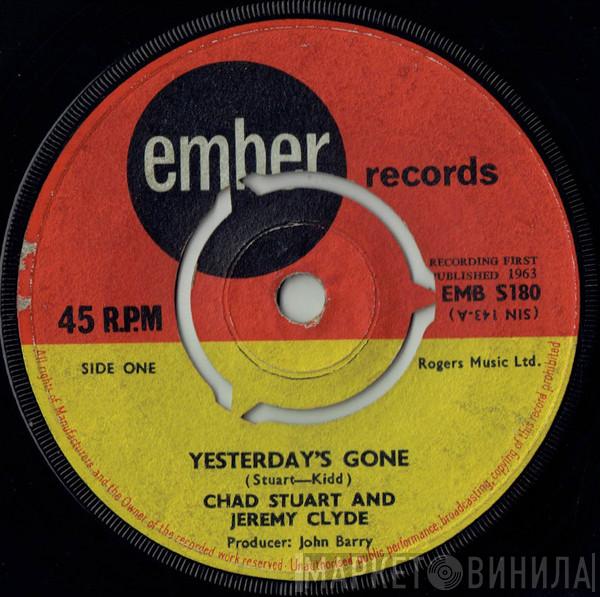 ember
records
RECORDING FIRST
PUBLISHED 1963
EMB S180
(SIN 143-A)
45 R.P.M
SIDE ONE
Rogers Music Ltd.
YESTERDAY'S GONE
(Stuart—Kidd)
CHAD STUART AND
JEREMY CLYDE
Producer: John Barry
All rights of Manufacturers and the Owner of the recorded work reserved - Unauthorised public performance, broadcasting, copying of this record prohibited
МАРКЕТ ВИНИЛА